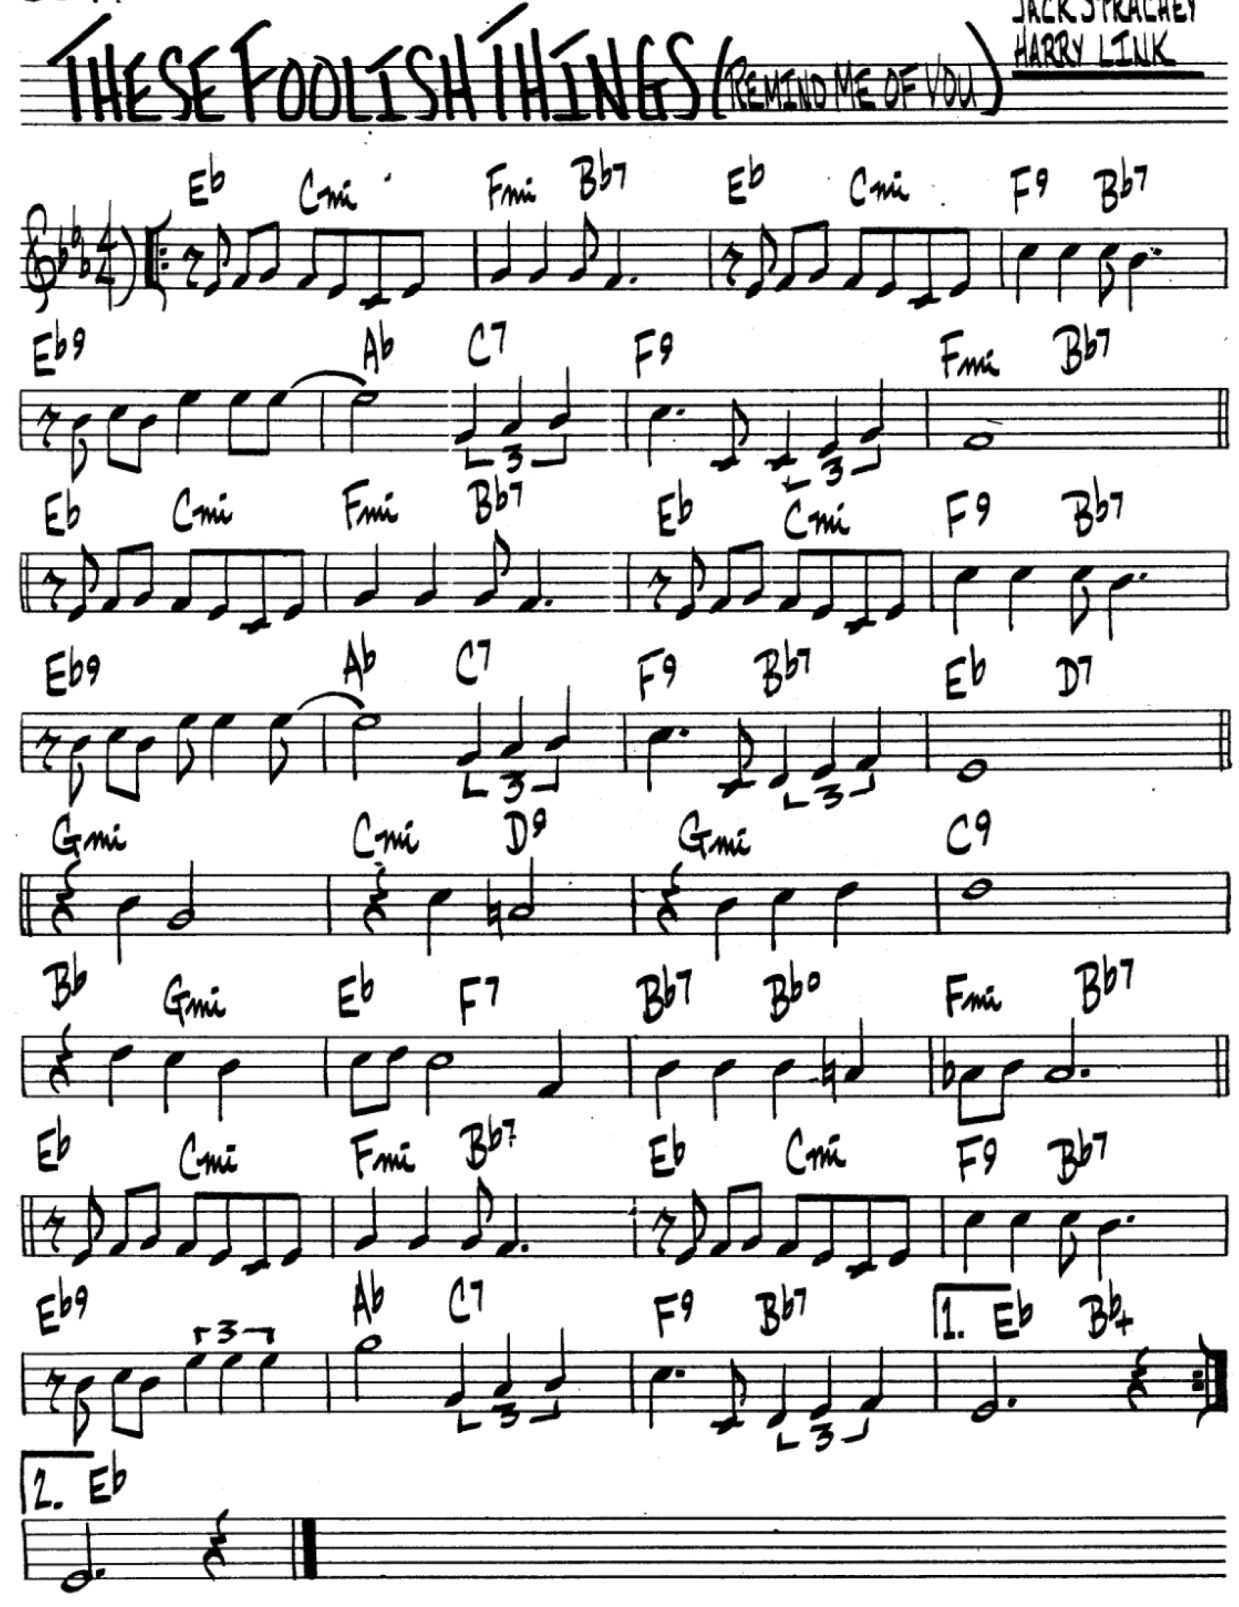 JACK STRACHEY
THESE FOOLISH THINGS (REMIND ME OF YOU) HARRY LINK
Eb Cmi Fmi Bb7 Eb Cmi F9 Bb7
4/4
Eb9 Ab C7 F9 Fmi Bb7
3 3
Eb Cmi Fmi Bb7 Eb Cmi F9 Bb7
Eb9 Ab C7 F9 Bb7 Eb D7
3 3
Gmi Cmi D9 Gmi C9
Bb Gmi Eb F7 Bb7 Bbo Fmi Bb7
Eb Cmi Fmi Bb7 Eb Cmi F9 Bb7
Eb9 Ab C7 F9 Bb7 1. Eb Bb+
3
3 3
2. Eb